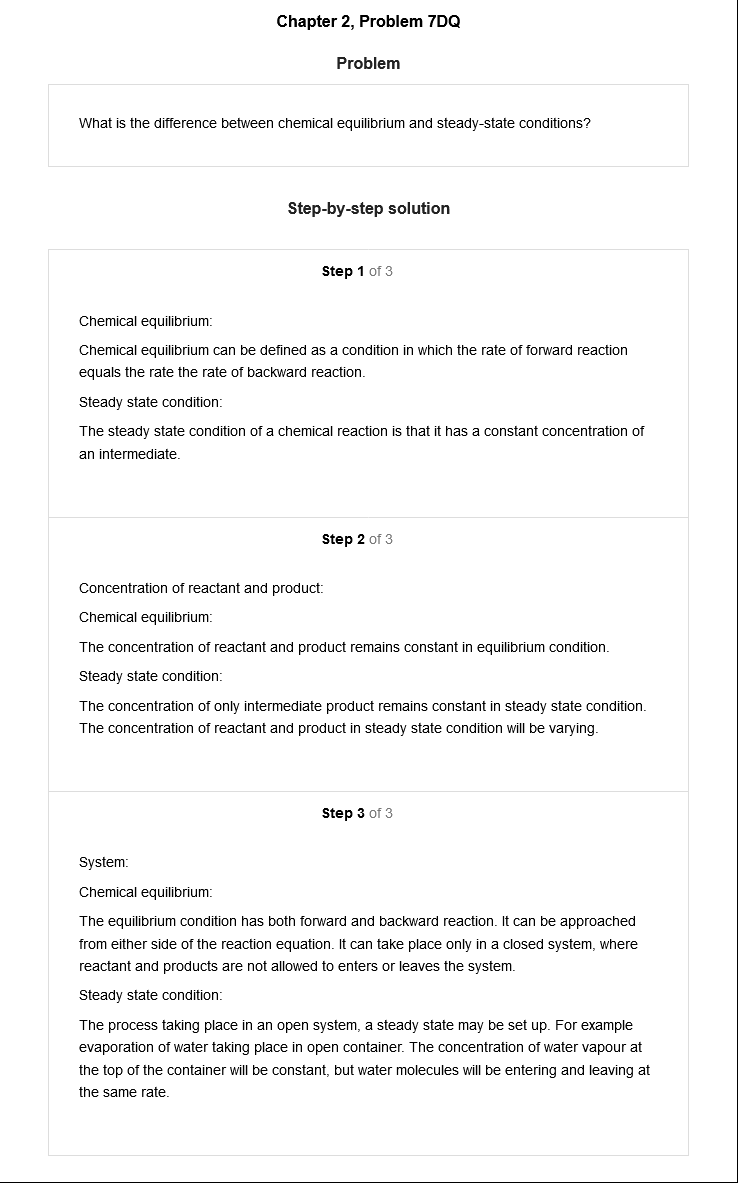 Chapter 2, Problem 7DQ
Problem
What is the difference between chemical equilibrium and steady-state conditions?
Step-by-step solution
Step 1 of 3
Chemical equilibrium:
Chemical equilibrium can be defined as a condition in which the rate of forward reaction
equals the rate the rate of backward reaction.
Steady state condition:
The steady state condition of a chemical reaction is that it has a constant concentration of
an intermediate.
Step 2 of 3
Concentration of reactant and product:
Chemical equilibrium:
The concentration of reactant and product remains constant in equilibrium condition.
Steady state condition:
The concentration of only intermediate product remains constant in steady state condition.
The concentration of reactant and product in steady state condition will be varying.
Step 3 of 3
System:
Chemical equilibrium:
The equilibrium condition has both forward and backward reaction. It can be approached
from either side of the reaction equation. It can take place only in a closed system, where
reactant and products are not allowed to enters or leaves the system.
Steady state condition:
The process taking place in an open system, a steady state may be set up. For example
evaporation of water taking place in open container. The concentration of water vapour at
the top of the container will be constant, but water molecules will be entering and leaving at
the same rate.